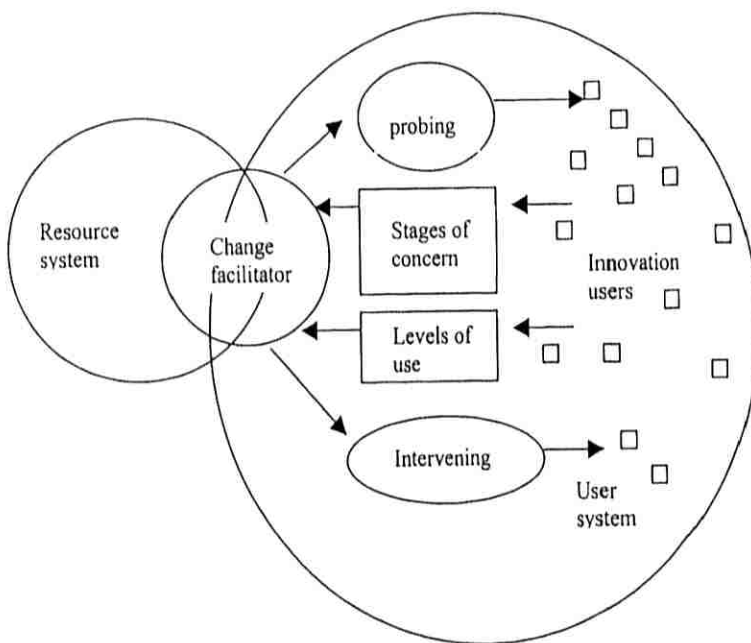 probing
Resource
system
Change
facilitator
Stages of
concern
Innovation
users
Levels of
use
Intervening
User
system